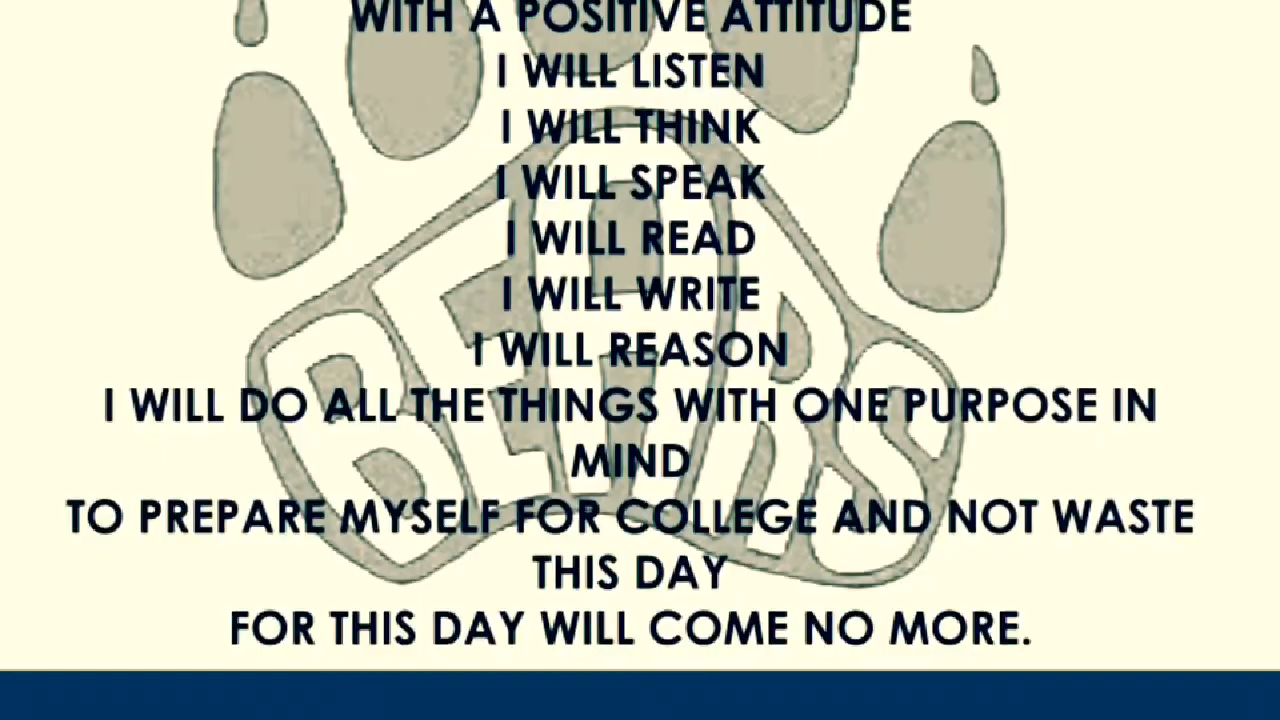 WITH A POSITIVE ATTITUDE
I WILL LISTEN
I WILL THINK
I WILL SPEAK
I WILL READ
I WILL WRITE
I WILL REASON
I WILL DO ALL THE THINGS WITH ONE PURPOSE IN
MIND
TO PREPARE MYSELF FOR COLLEGE AND NOT WASTE
THIS DAY
FOR THIS DAY WILL COME NO MORE.
BEARS